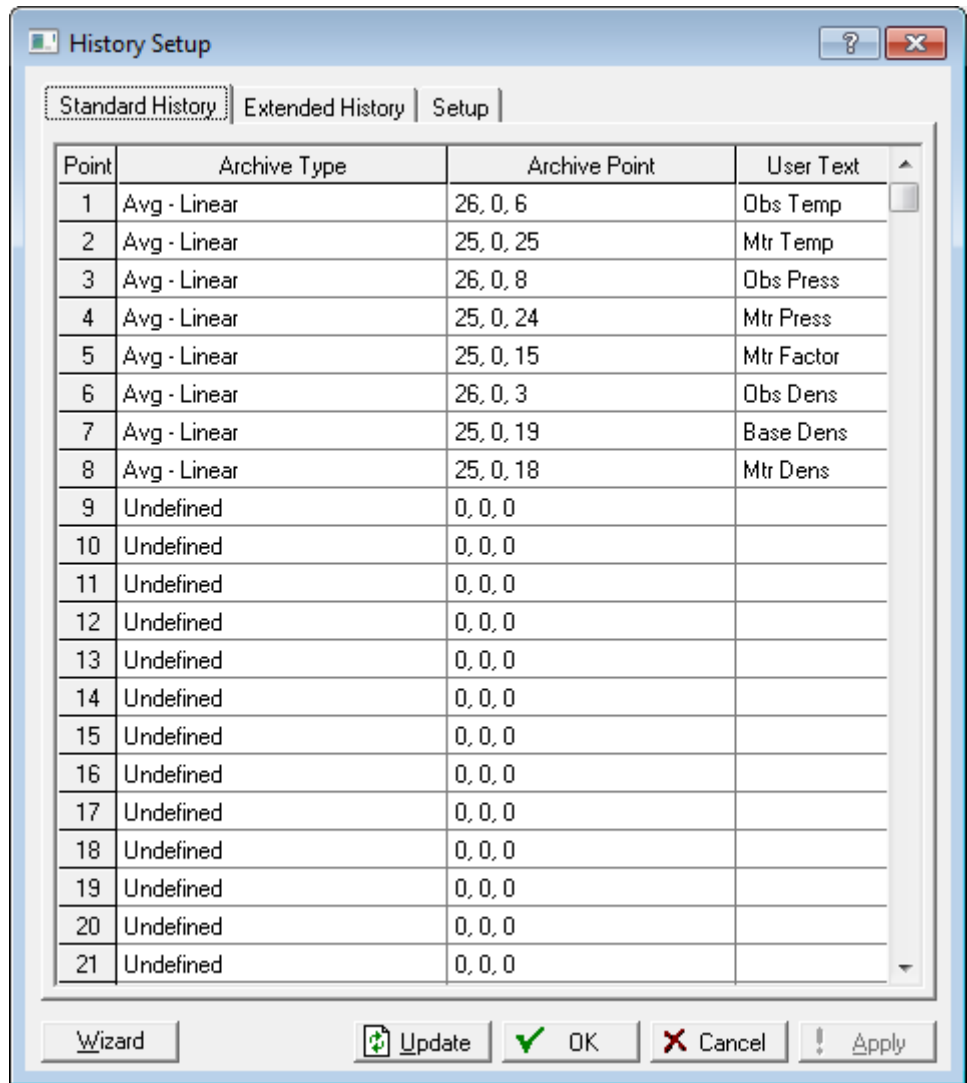 History Setup
Standard History Extended History Setup
Point Archive Type Archive Point User Text
1 Avg - Linear 26, 0, 6 Obs Temp
2 Avg - Linear 25, 0, 25 Mtr Temp
3 Avg - Linear 26, 0, 8 Obs Press
4 Avg - Linear 25, 0, 24 Mtr Press
5 Avg - Linear 25, 0, 15 Mtr Factor
6 Avg - Linear 26, 0, 3 Obs Dens
7 Avg - Linear 25, 0, 19 Base Dens
8 Avg - Linear 25, 0, 18 Mtr Dens
9 Undefined 0, 0, 0
10 Undefined 0, 0, 0
11 Undefined 0, 0, 0
12 Undefined 0, 0, 0
13 Undefined 0, 0, 0
14 Undefined 0, 0, 0
15 Undefined 0, 0, 0
16 Undefined 0, 0, 0
17 Undefined 0, 0, 0
18 Undefined 0, 0, 0
19 Undefined 0, 0, 0
20 Undefined 0, 0, 0
21 Undefined 0, 0, 0
Wizard Update OK Cancel Apply